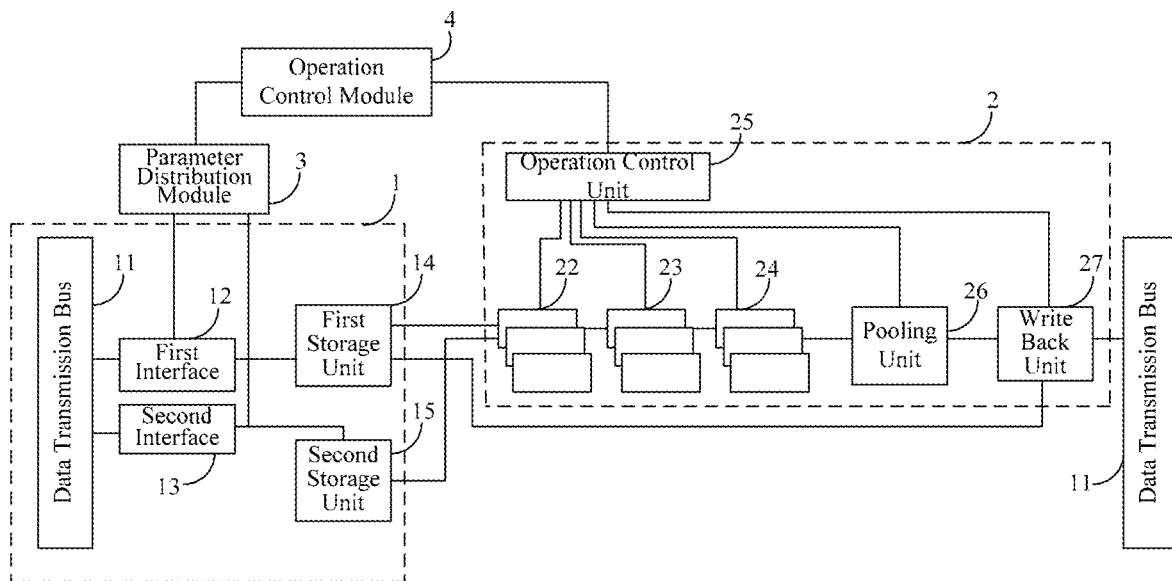 4
Operation
Control Module
2
25
Parameter
Distribution
Module
3
Operation Control
Unit
1
Data Transmission Bus
11
12
14
22
23
24
26
27
First
Interface
First
Storage
Unit
Pooling
Unit
Write
Back
Unit
Second
Interface
13
15
Second
Storage
Unit
11
Data Transmission Bus